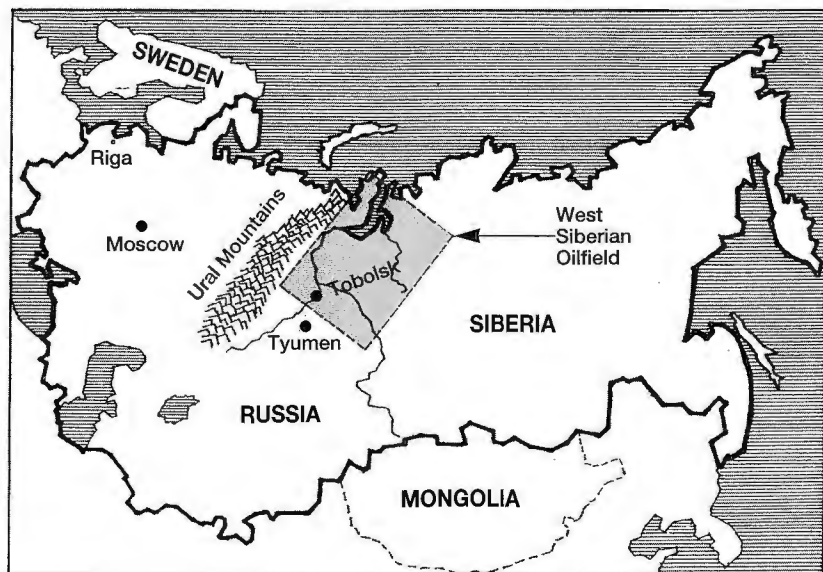 SWEDEN
Riga
Moscow
Ural Mountains
Tobolsk
Tyumen
West
Siberian
Oilfield
SIBERIA
RUSSIA
MONGOLIA